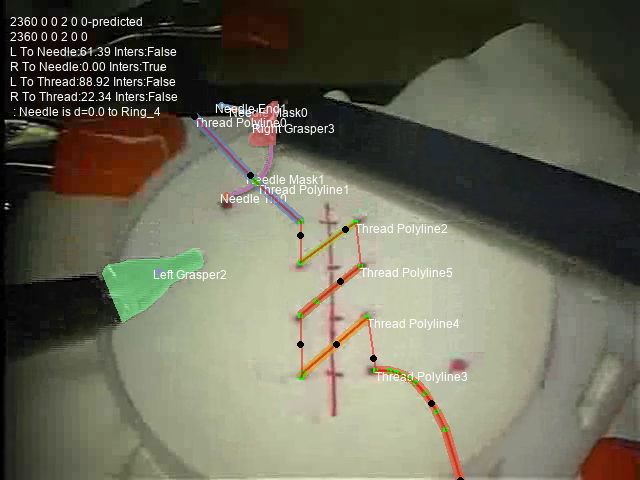 2360 0 0 2 0 0-predicted
2360 0 0 2 0 0
L To Needle:61.39 Inters:False
R To Needle:0.00 Inters:True
L To Thread:88.92 Inters:False
R To Thread:22.34 Inters:False
: Needle is d=0.0 to Ring_4
Needle End1
Mask0
Thread Polyline0
Right Grasper3
Needle Mask1
Thread Polyline1
Needle
Thread Polyline2
Left Grasper2
Thread Polyline5
Thread Polyline4
Thread Polyline3